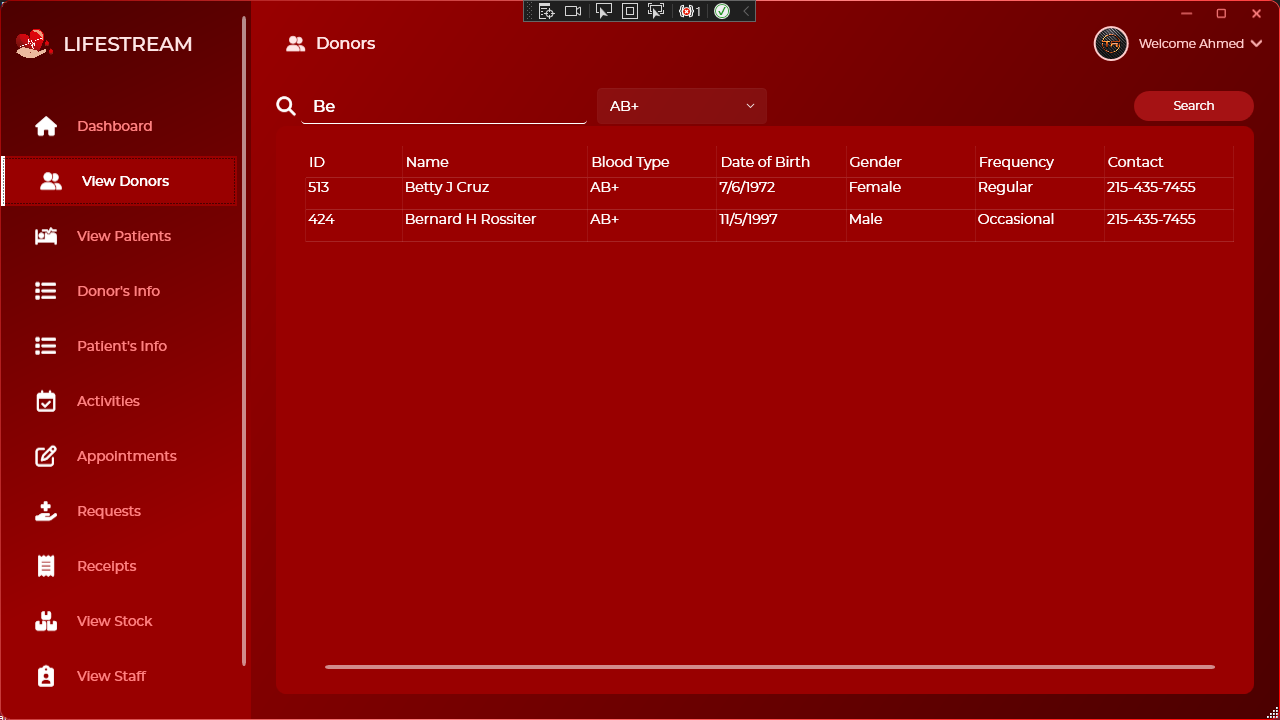 1
LIFESTREAM
Donors
Welcome Ahmed
Be
AB+
Search
Dashboard
View Donors
View Patients
Donor's Info
Patient's Info
Activities
Appointments
Requests
Receipts
View Stock
View Staff
ID Name Blood Type Date of Birth Gender Frequency Contact
513 Betty J Cruz AB+ 7/6/1972 Female Regular 215-435-7455
424 Bernard H Rossiter AB+ 11/5/1997 Male Occasional 215-435-7455